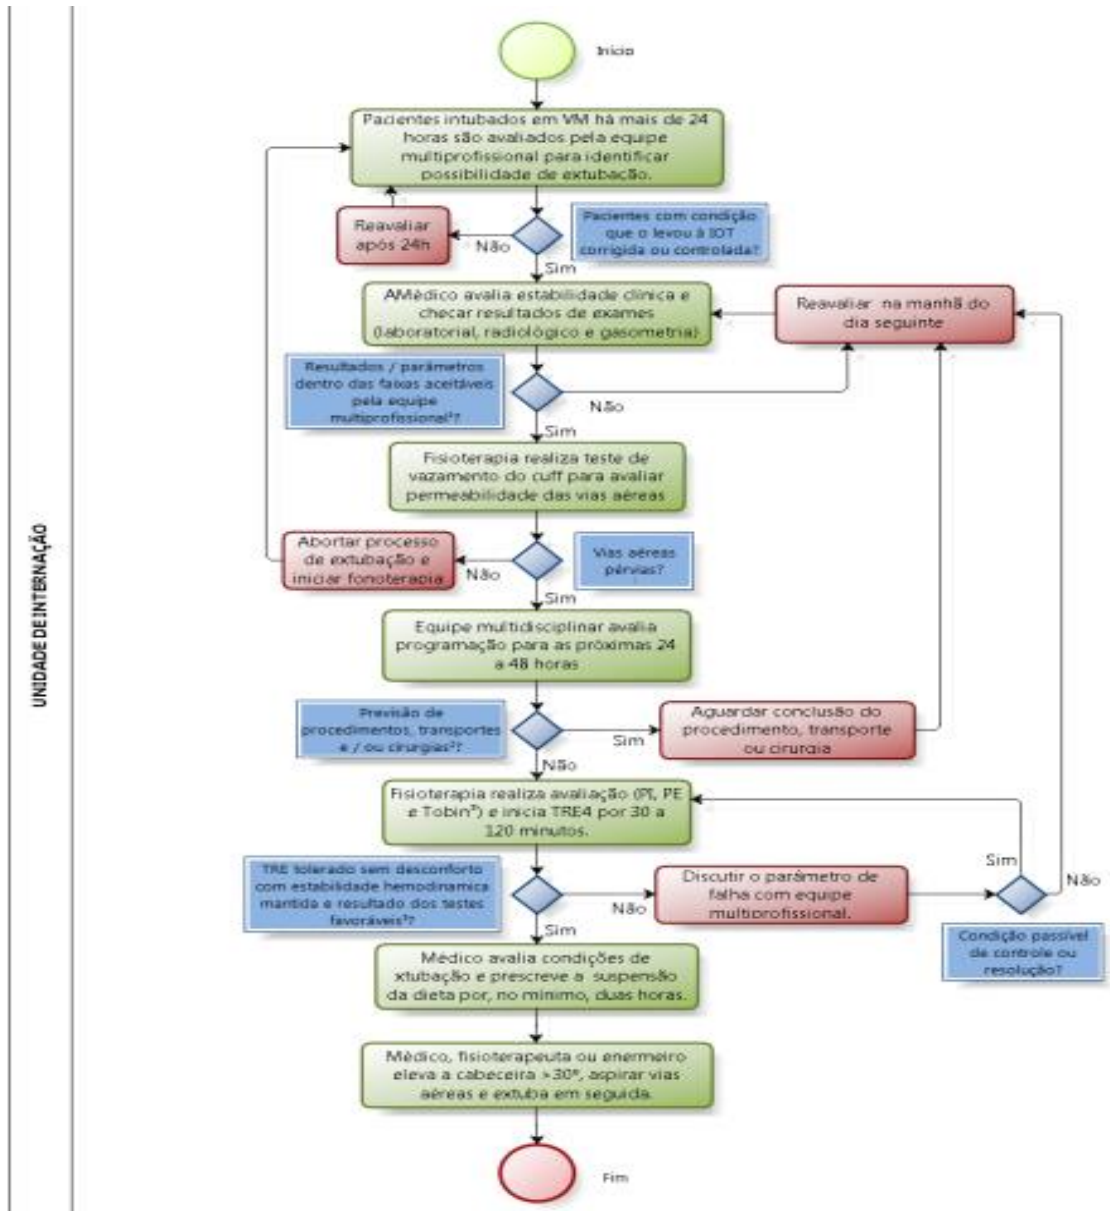 UNIDADE DE INTERNAÇÃO
Início
Pacientes intubados em VM há mais de 24
horas são avaliados pela equipe
multiprofissional para identificar
possibilidade de extubação.
Pacientes com condição
que o levou à IOT
corrigida ou controlada?
Reavaliar
após 24h
Não
Sim
AMédico avalia estabilidade clínica e
checar resultados de exames
(laboratorial, radiológico e gasometria)
Reavaliar na manhã do
dia seguinte
Resultados / parâmetros
dentro das faixas aceitáveis
pela equipe
multiprofissional²?
Não
Sim
Fisioterapia realiza teste de
vazamento do cuff para avaliar
permeabilidade das vias aéreas
Abortar processo
de extubação e
iniciar fonoterapia
Não
Vias aéreas
pérvias?
Sim
Equipe multidisciplinar avalia
programação para as próximas 24
a 48 horas
Previsão de
procedimentos, transportes
e / ou cirurgias²?
Sim
Aguardar conclusão do
procedimento, transporte
ou cirurgia
Não
Fisioterapia realiza avaliação (PI, PE
e Tobin³) e inicia TRE4 por 30 a
120 minutos.
TRE tolerado sem desconforto
com estabilidade hemodinamica
mantida e resultado dos testes
favoráveis³?
Não
Discutir o parâmetro de
falha com equipe
multiprofissional.
Sim
Não
Condição passível
de controle ou
resolução?
Sim
Médico avalia condições de
xtubação e prescreve a suspensão
da dieta por, no mínimo, duas horas.
Médico, fisioterapeuta ou enermeiro
eleva a cabeceira >30º, aspirar vias
aéreas e extuba em seguida.
Fim